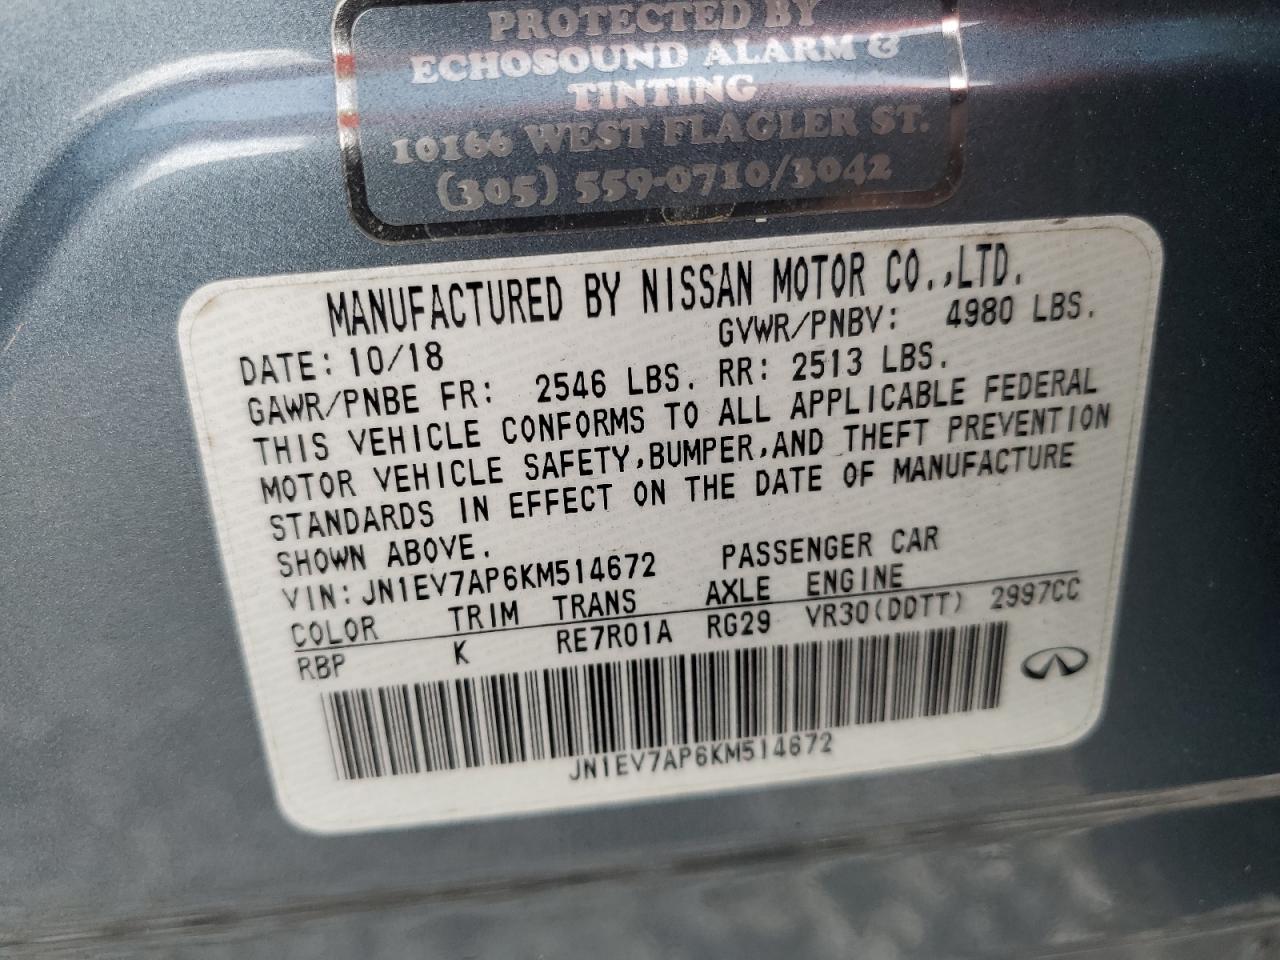 PROTECTED BY
ECHOSOUND ALARM &
TINTING
10166 WEST FLAGLER ST.
(305) 559-0710/3042
MANUFACTURED BY NISSAN MOTOR CO.,LTD.
DATE: 10/18 GVWR/PNBV: 4980 LBS.
GAWR/PNBE FR: 2546 LBS. RR: 2513 LBS.
THIS VEHICLE CONFORMS TO ALL APPLICABLE FEDERAL
MOTOR VEHICLE SAFETY,BUMPER,AND THEFT PREVENTION
STANDARDS IN EFFECT ON THE DATE OF MANUFACTURE
SHOWN ABOVE.
VIN: JN1EV7AP6KM514672 PASSENGER CAR
COLOR TRIM TRANS AXLE ENGINE
RBP K RE7R01A RG29 VR30(DDTT) 2997CC
JN1EV7AP6KM514672